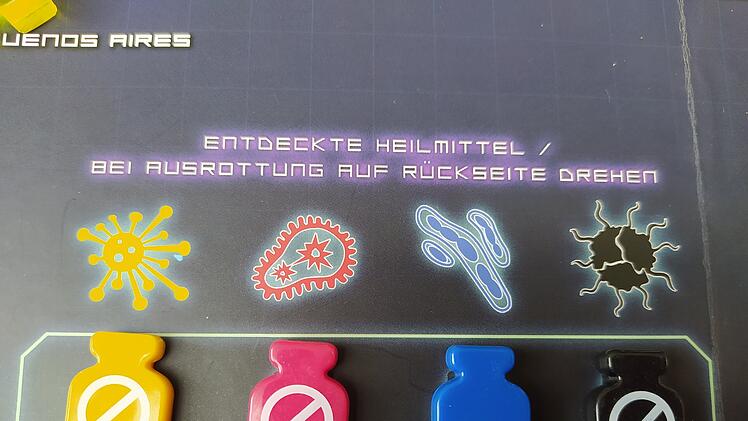 UENOS AIRES
ENTDECKTE HEILMITTEL /
BEI AUSROTTUNG AUF RÜCKSEITE DREHEN